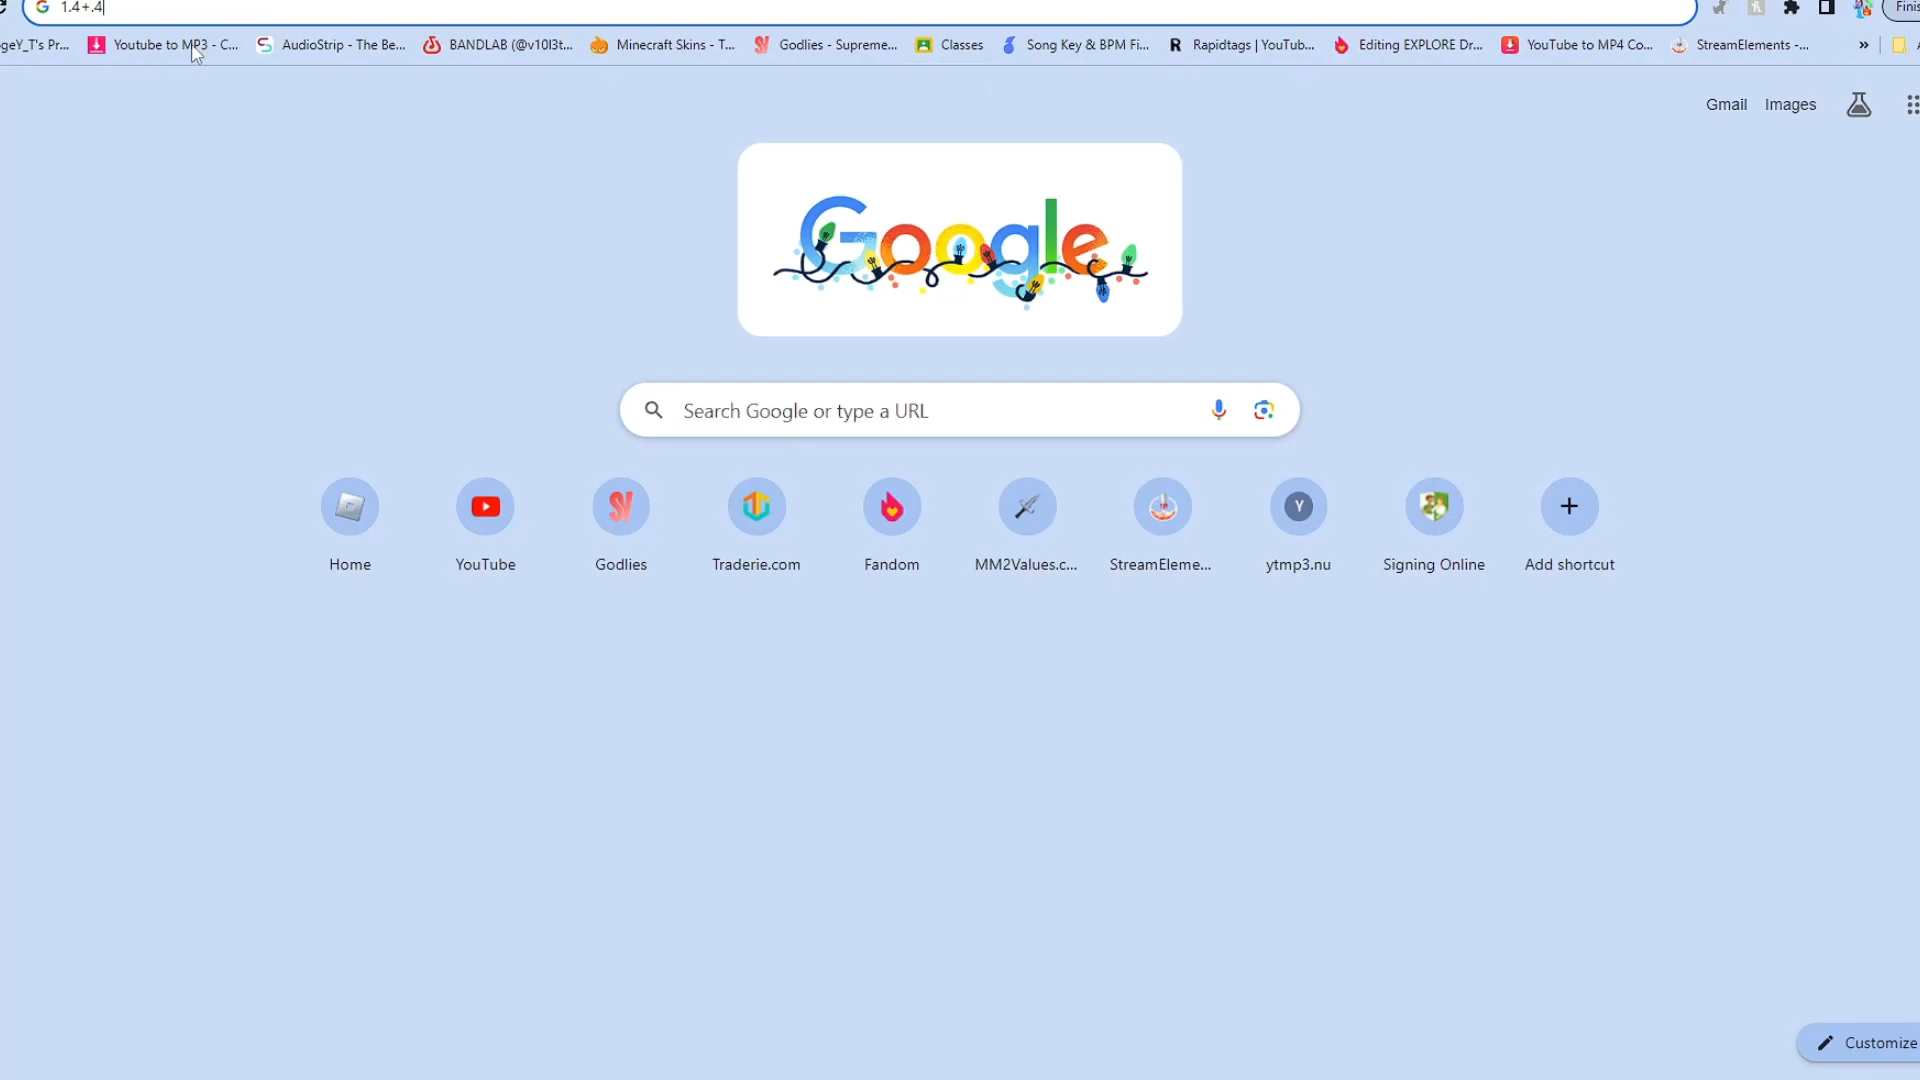 1.4+.4
Finis
geY_T's Pr... Youtube to MP3 - C... AudioStrip - The Be... BANDLAB (@v10l3t... Minecraft Skins - T... Godlies - Supreme... Classes Song Key & BPM Fi... Rapidtags | YouTub... Editing EXPLORE Dr... YouTube to MP4 Co... StreamElements -... »
Gmail Images
Google
Search Google or type a URL
Home YouTube Godlies Traderie.com Fandom MM2Values.c... StreamEleme... ytmp3.nu Signing Online Add shortcut
Customize